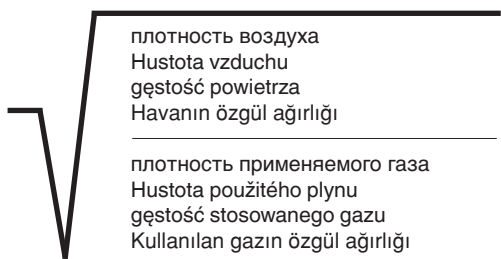 плотность воздуха
Hustota vzduchu
gęstość powietrza
Havanın özgül ağırlığı
плотность применяемого газа
Hustota použitého plynu
gęstość stosowanego gazu
Kullanılan gazın özgül ağırlığı